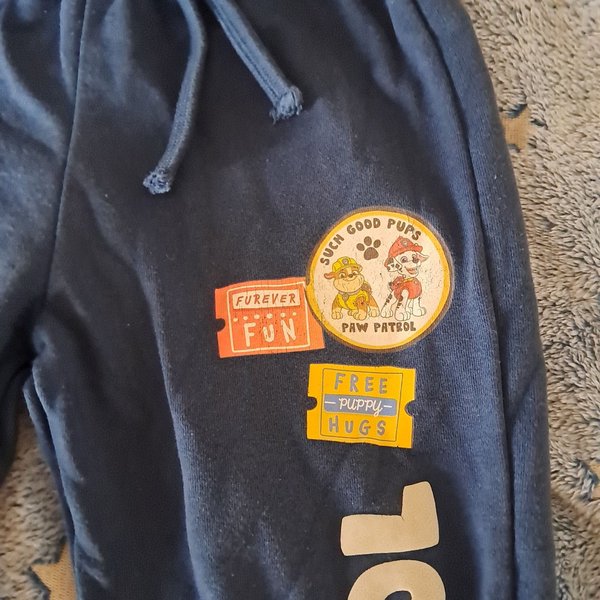 SUCH GOOD PUPS
PAW PATROL
FUREVER
FUN
FREE
PUPPY
HUGS